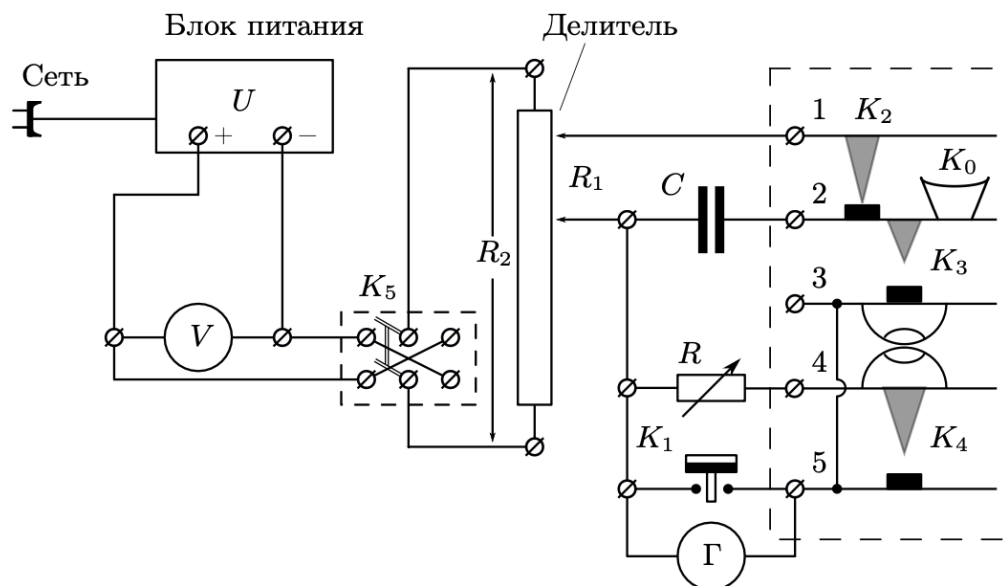 Блок питания
Делитель
Сеть
U
+ −
1
K₂
K₀
R₁
C
2
R₂
K₃
K₅
3
V
R
4
K₁
K₄
5
Г